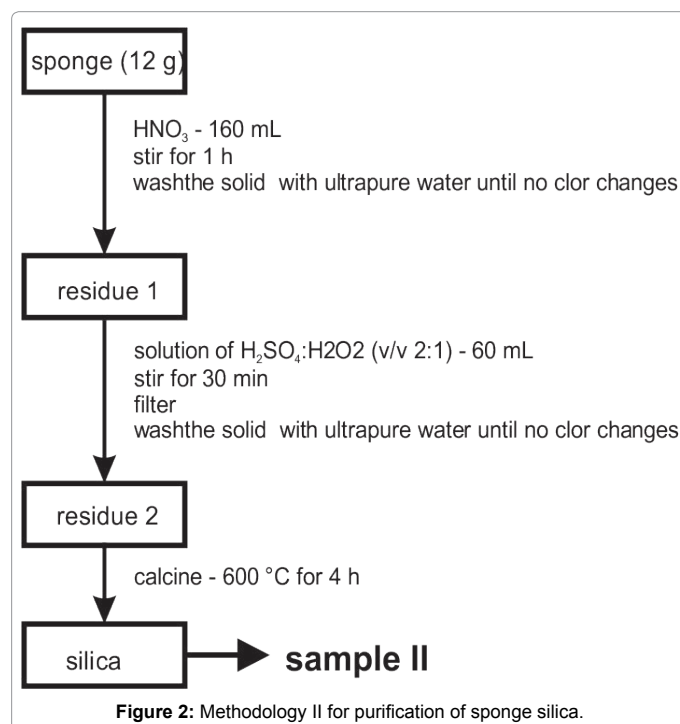 sponge (12 g)
HNO₃ - 160 mL
stir for 1 h
washthe solid with ultrapure water until no clor changes
residue 1
solution of H₂SO₄:H2O2 (v/v 2:1) - 60 mL
stir for 30 min
filter
washthe solid with ultrapure water until no clor changes
residue 2
calcine - 600 °C for 4 h
silica
sample II
Figure 2: Methodology II for purification of sponge silica.